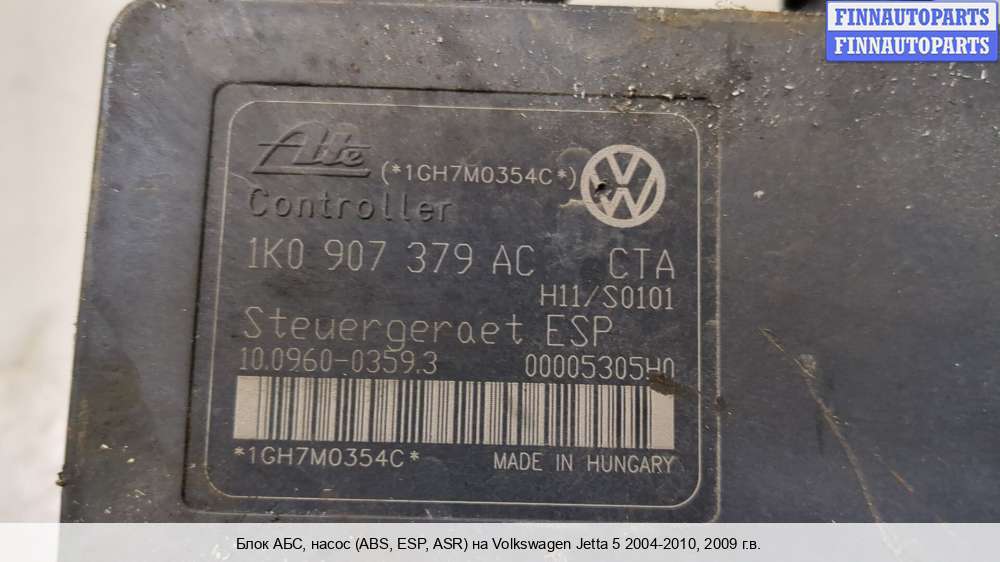 FINNAUTOPARTS
FINNAUTOPARTS
Ate (*1GH7M0354C*)
Controller
1K0 907 379 AC CTA
H11/S0101
Steuergeraet ESP
10.0960-0359.3 00005305H0
*1GH7M0354C* MADE IN HUNGARY
Блок АБС, насос (ABS, ESP, ASR) на Volkswagen Jetta 5 2004-2010, 2009 г.в.